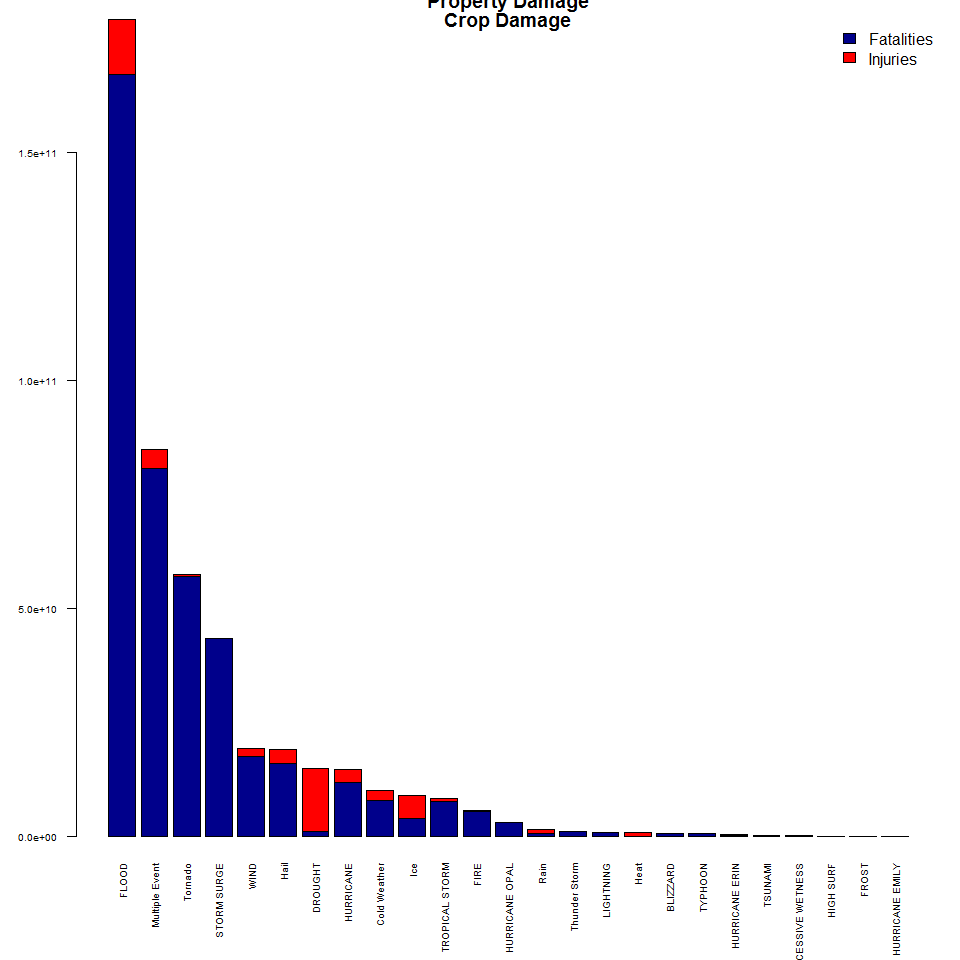 Property Damage
Crop Damage
Fatalities
Injuries
1.5e+11
1.0e+11
5.0e+10
0.0e+00
FLOOD
Multiple Event
Tornado
STORM SURGE
WIND
Hail
DROUGHT
HURRICANE
Cold Weather
Ice
TROPICAL STORM
FIRE
HURRICANE OPAL
Rain
Thunder Storm
LIGHTNING
Heat
BLIZZARD
TYPHOON
HURRICANE ERIN
TSUNAMI
CESSIVE WETNESS
HIGH SURF
FROST
HURRICANE EMILY